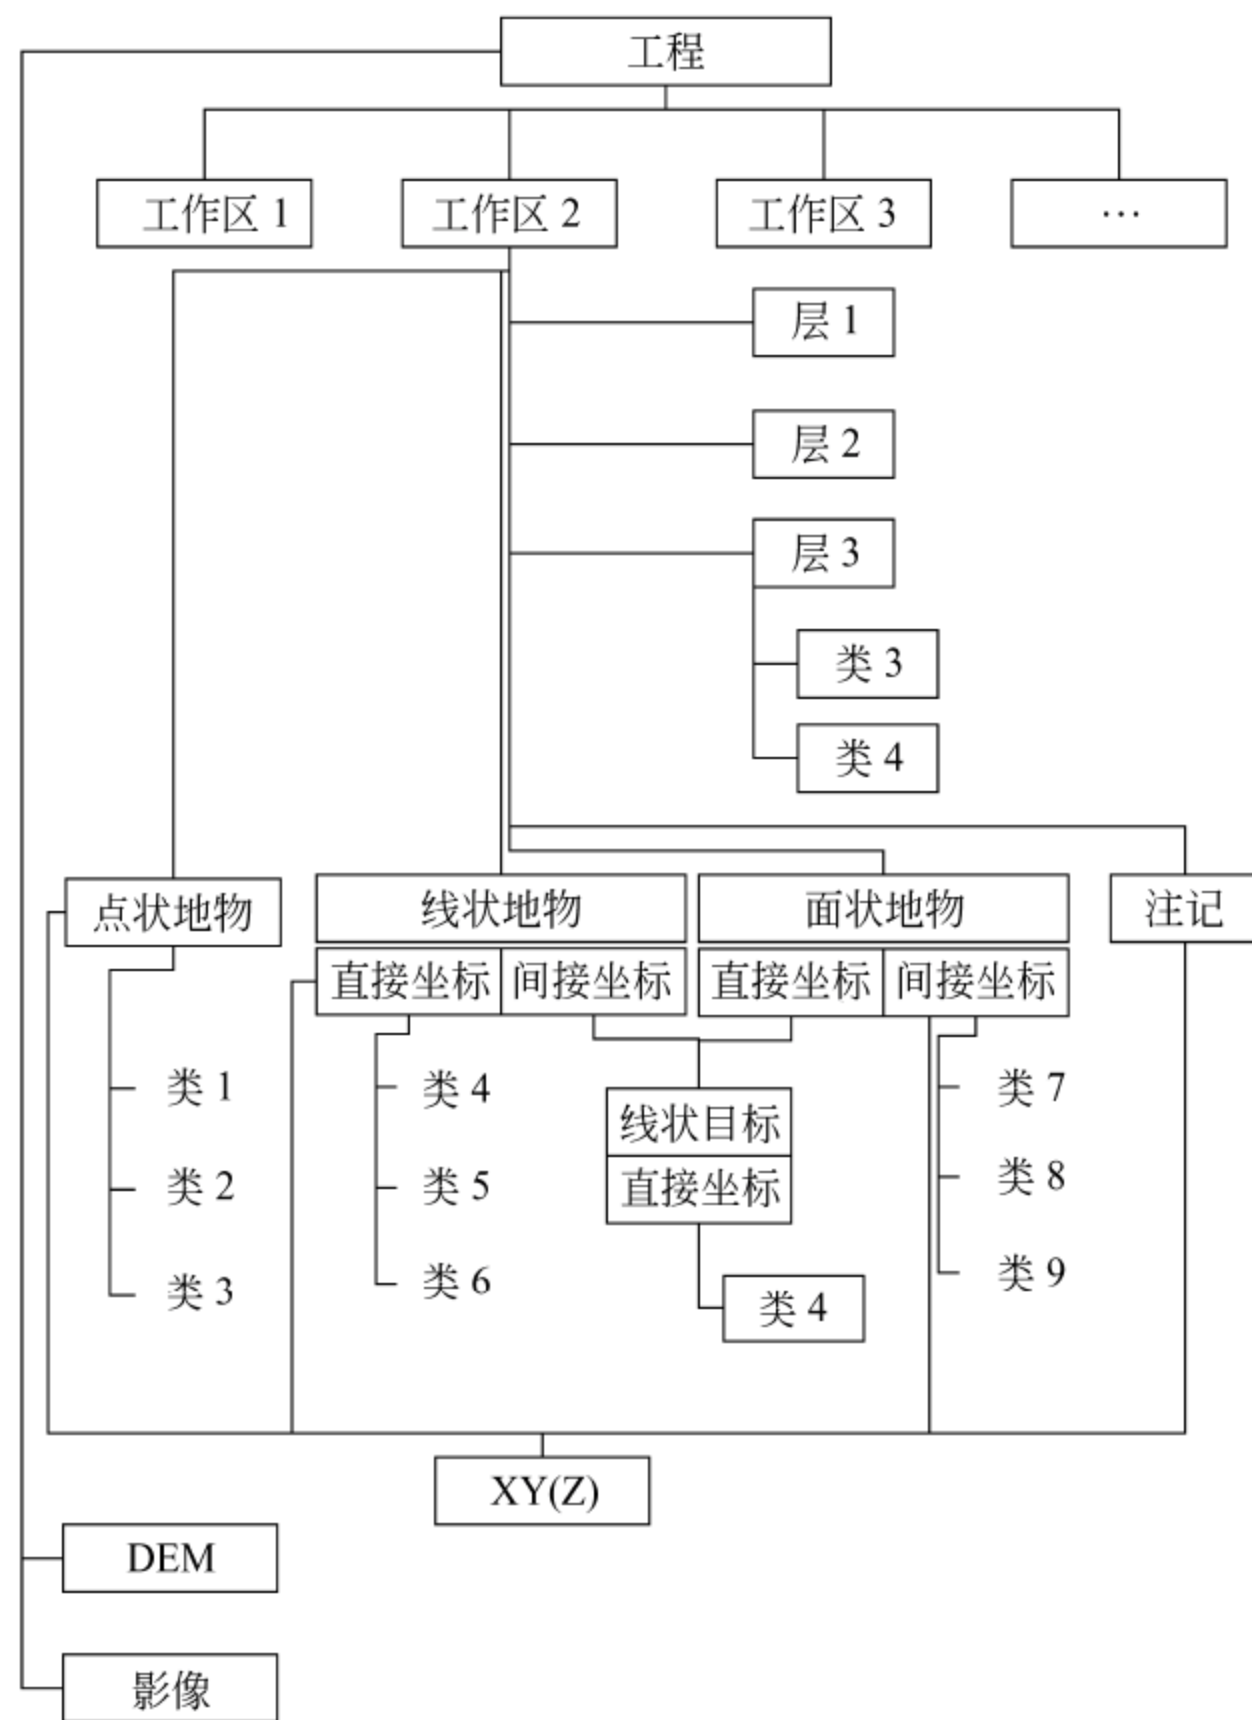 工程
工作区 1 工作区 2 工作区 3 …
层 1
层 2
层 3
类 3
类 4
点状地物 线状地物 面状地物 注记
直接坐标 间接坐标 直接坐标 间接坐标
类 1 类 4 线状目标 类 7
类 2 类 5 直接坐标 类 8
类 3 类 6 类 4 类 9
XY(Z)
DEM
影像